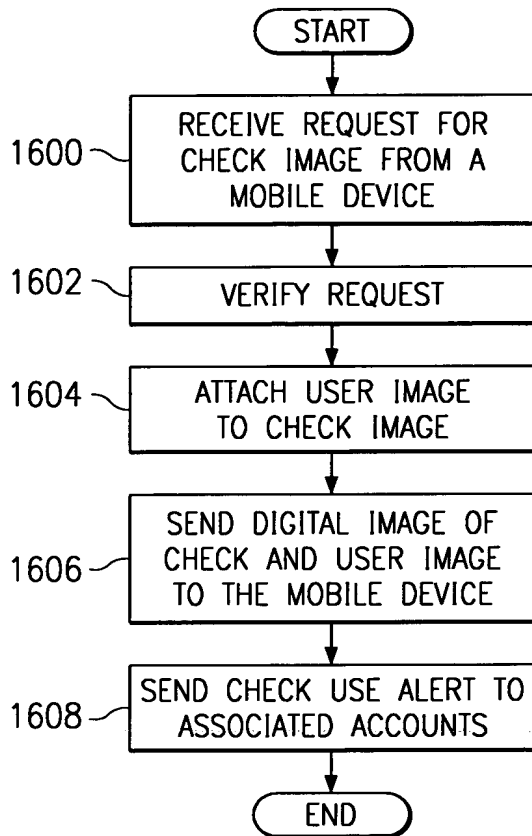 START
1600
RECEIVE REQUEST FOR
CHECK IMAGE FROM A
MOBILE DEVICE
1602
VERIFY REQUEST
1604
ATTACH USER IMAGE
TO CHECK IMAGE
1606
SEND DIGITAL IMAGE OF
CHECK AND USER IMAGE
TO THE MOBILE DEVICE
1608
SEND CHECK USE ALERT TO
ASSOCIATED ACCOUNTS
END